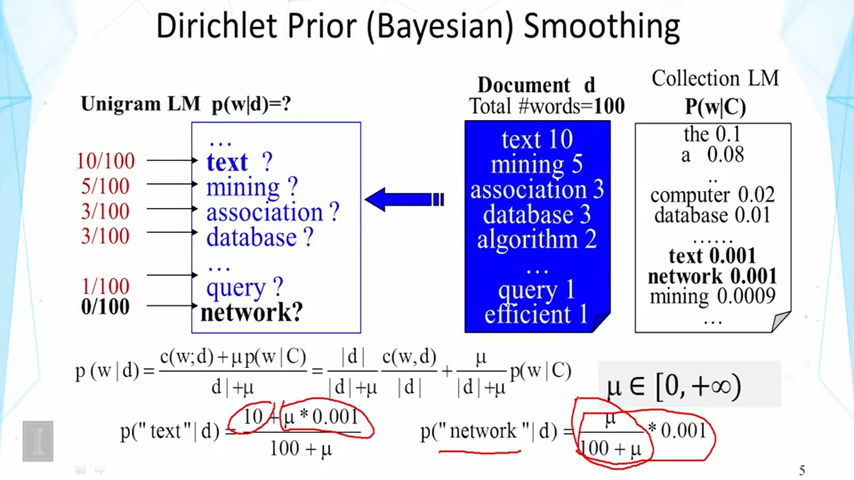 Dirichlet Prior (Bayesian) Smoothing
Unigram LM p(w|d)=?
Document d
Total #words=100
Collection LM
P(w|C)
10/100
5/100
3/100
3/100
1/100
0/100
…
text ?
mining ?
association ?
database ?
…
query ?
network?
text 10
mining 5
association 3
database 3
algorithm 2
…
query 1
efficient 1
the 0.1
a 0.08
..
computer 0.02
database 0.01
……
text 0.001
network 0.001
mining 0.0009
…
p (w | d) = c(w;d) + μp(w | C) / d | +μ = | d | / | d | +μ c(w,d) / | d | + μ / | d | +μ p(w | C)
μ ∈ [0, +∞)
p(" text" | d) = 10 + μ * 0.001 / 100 + μ
p(" network "| d) = μ / 100 + μ * 0.001
I
5